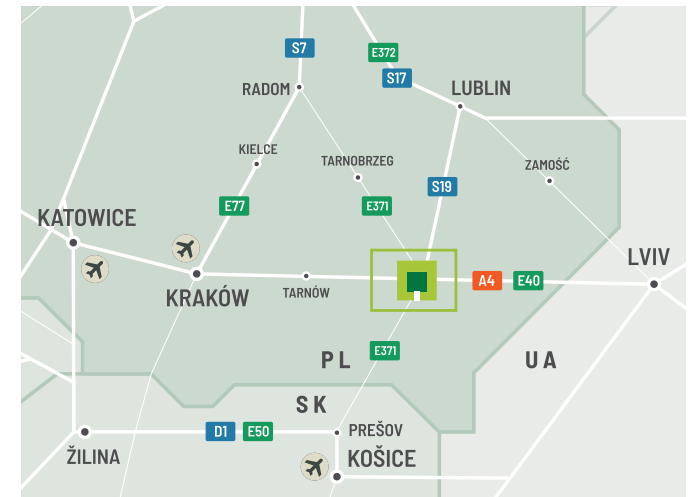 S7
E372
S17
RADOM
LUBLIN
KIELCE
TARNOBRZEG
ZAMOŚĆ
S19
E77
E371
KATOWICE
LVIV
A4
E40
KRAKÓW
TARNÓW
E371
PL
UA
SK
D1
E50
PREŠOV
ŽILINA
KOŠICE